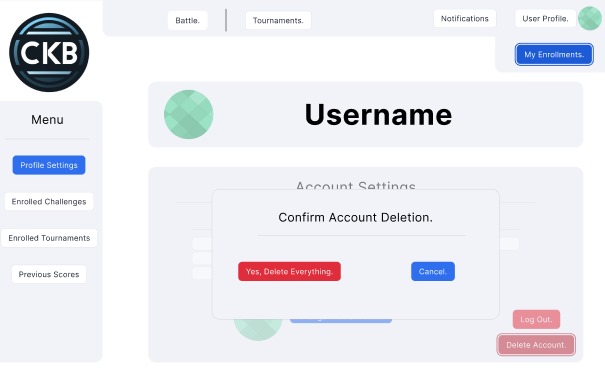 Battle.
Tournaments.
Notifications
User Profile.
My Enrollments.
CKB
Menu
Profile Settings
Enrolled Challenges
Enrolled Tournaments
Previous Scores
Username
Account Settings
Confirm Account Deletion.
Yes, Delete Everything.
Cancel.
Log Out.
Delete Account.